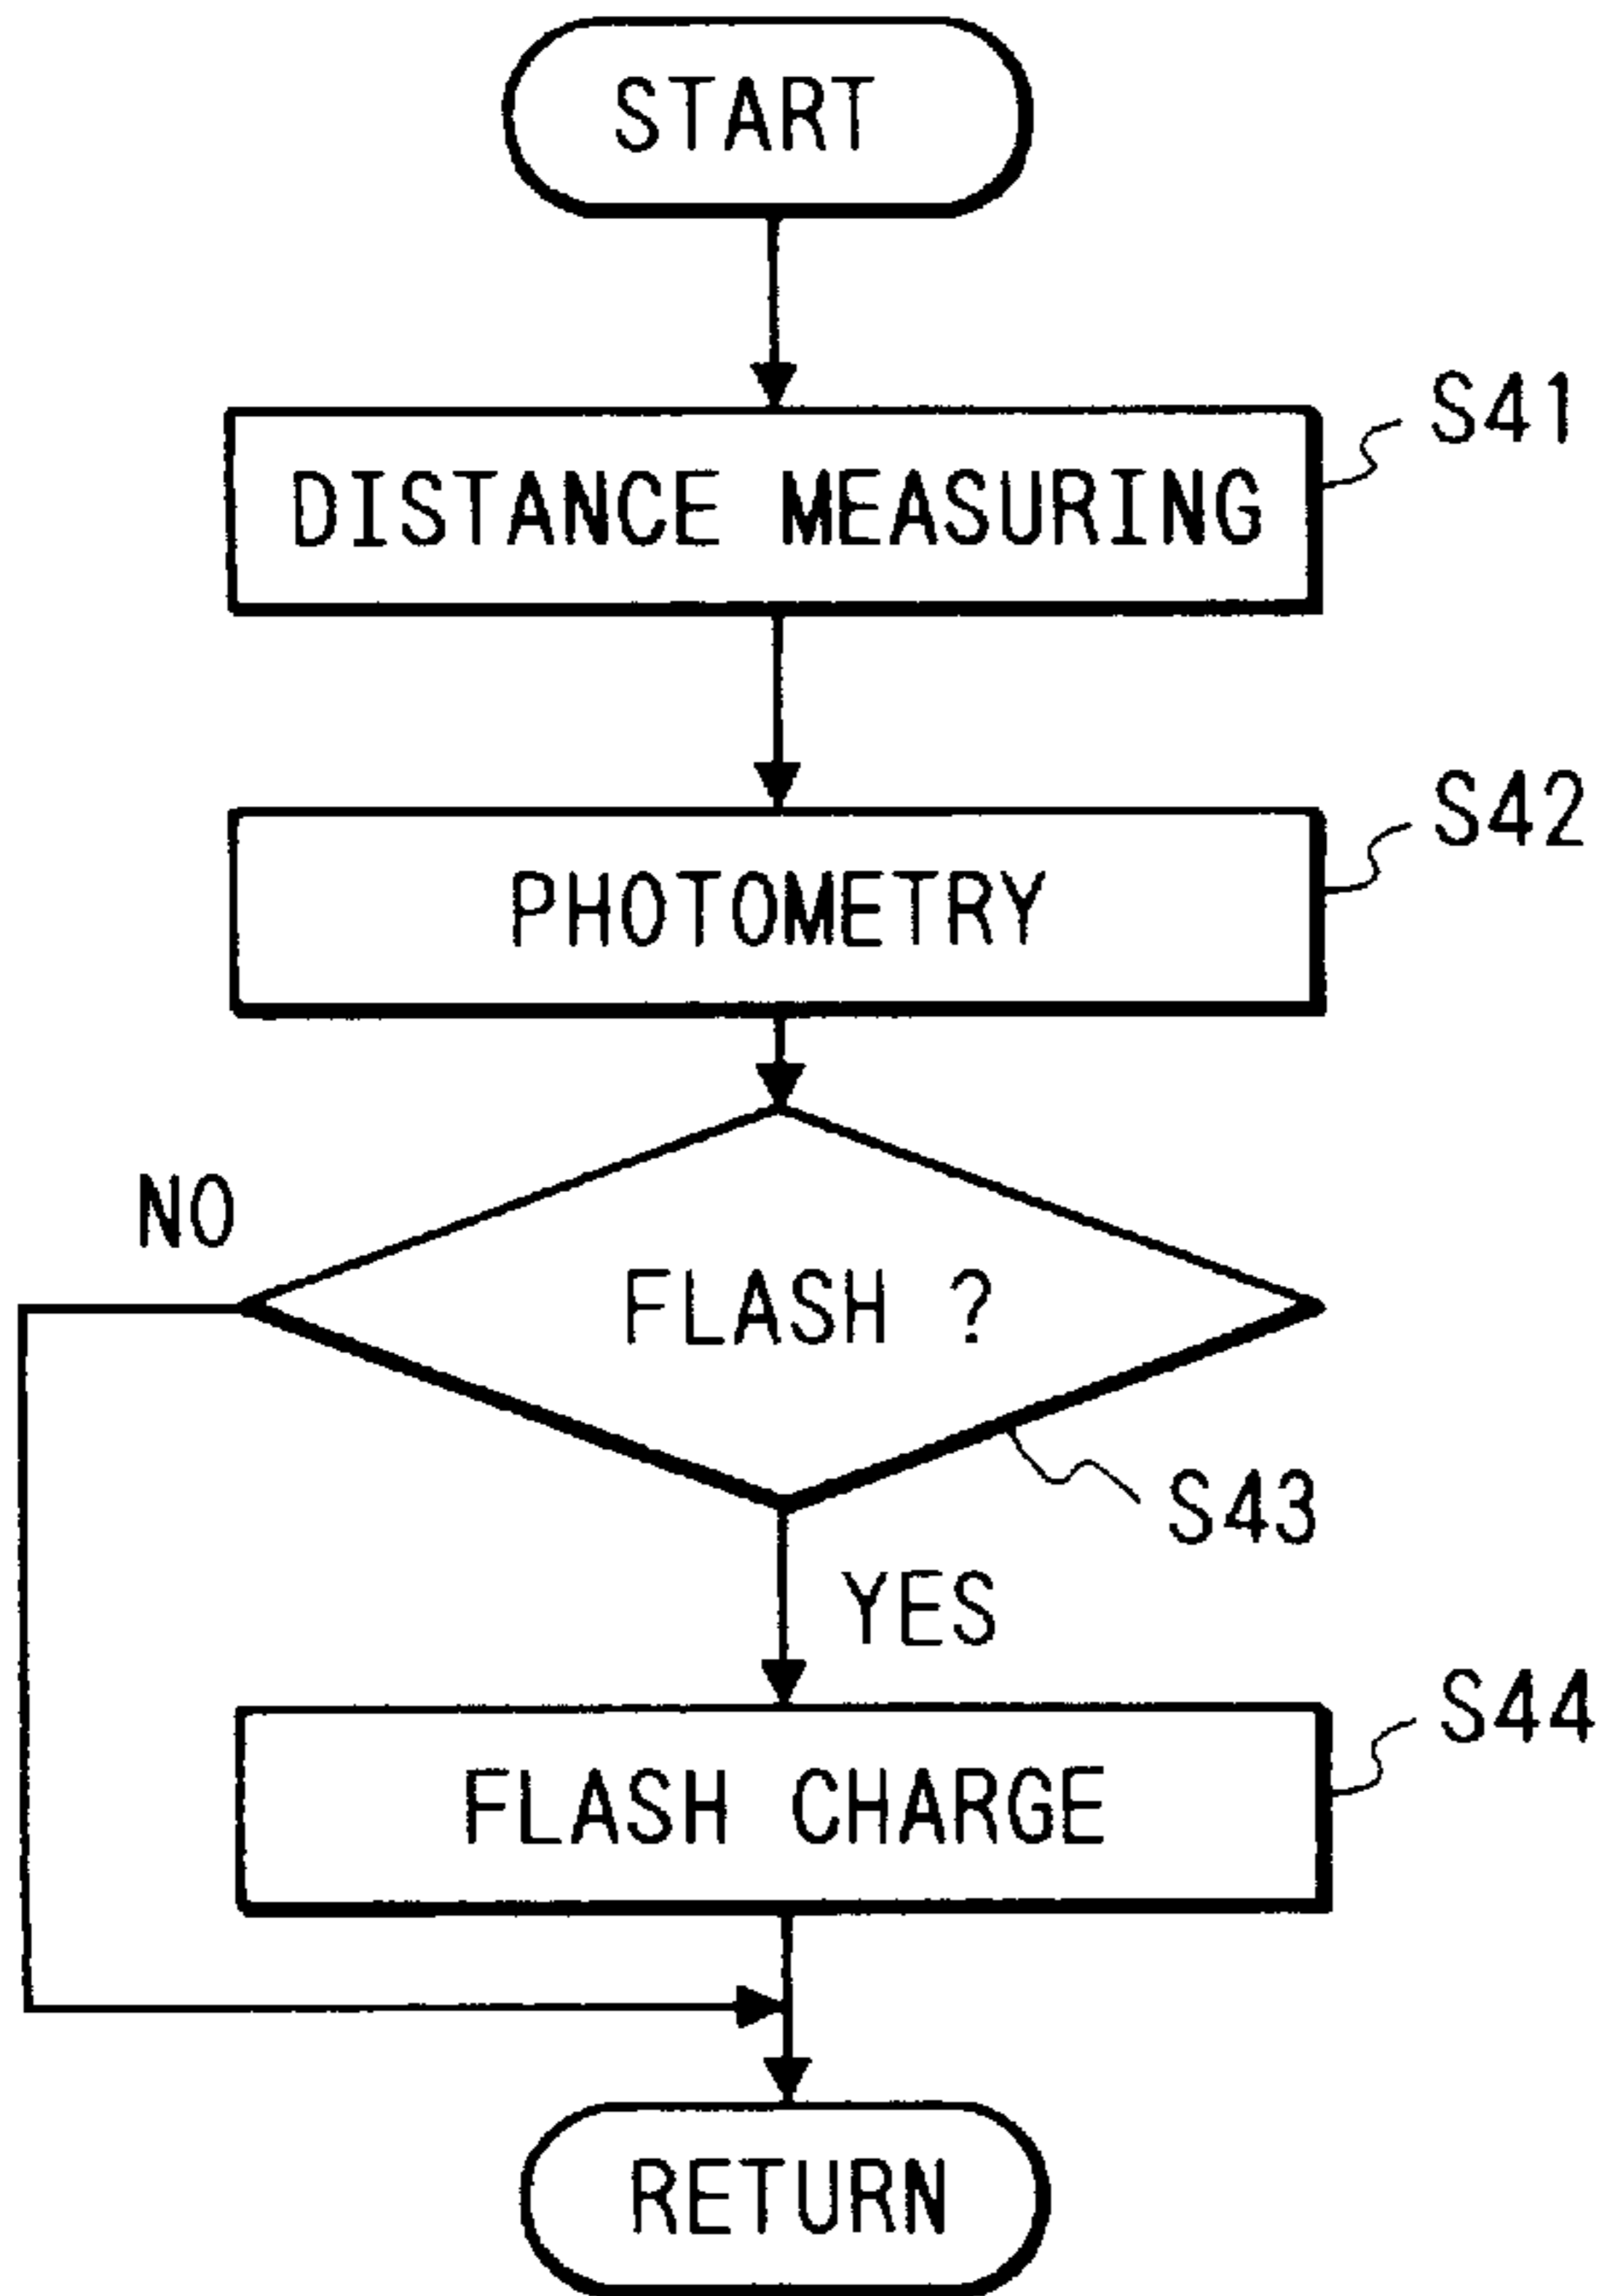 START
S41
DISTANCE MEASURING
S42
PHOTOMETRY
NO
FLASH ?
S43
YES
S44
FLASH CHARGE
RETURN